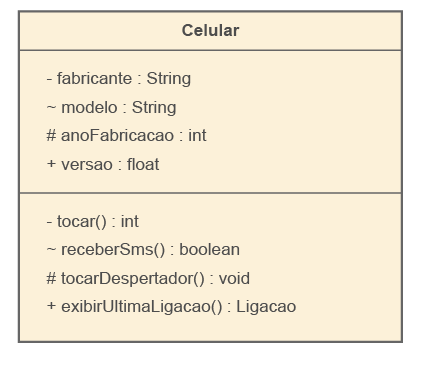 Celular
- fabricante : String
~ modelo : String
# anoFabricacao : int
+ versao : float
- tocar() : int
~ receberSms() : boolean
# tocarDespertador() : void
+ exibirUltimaLigacao() : Ligacao